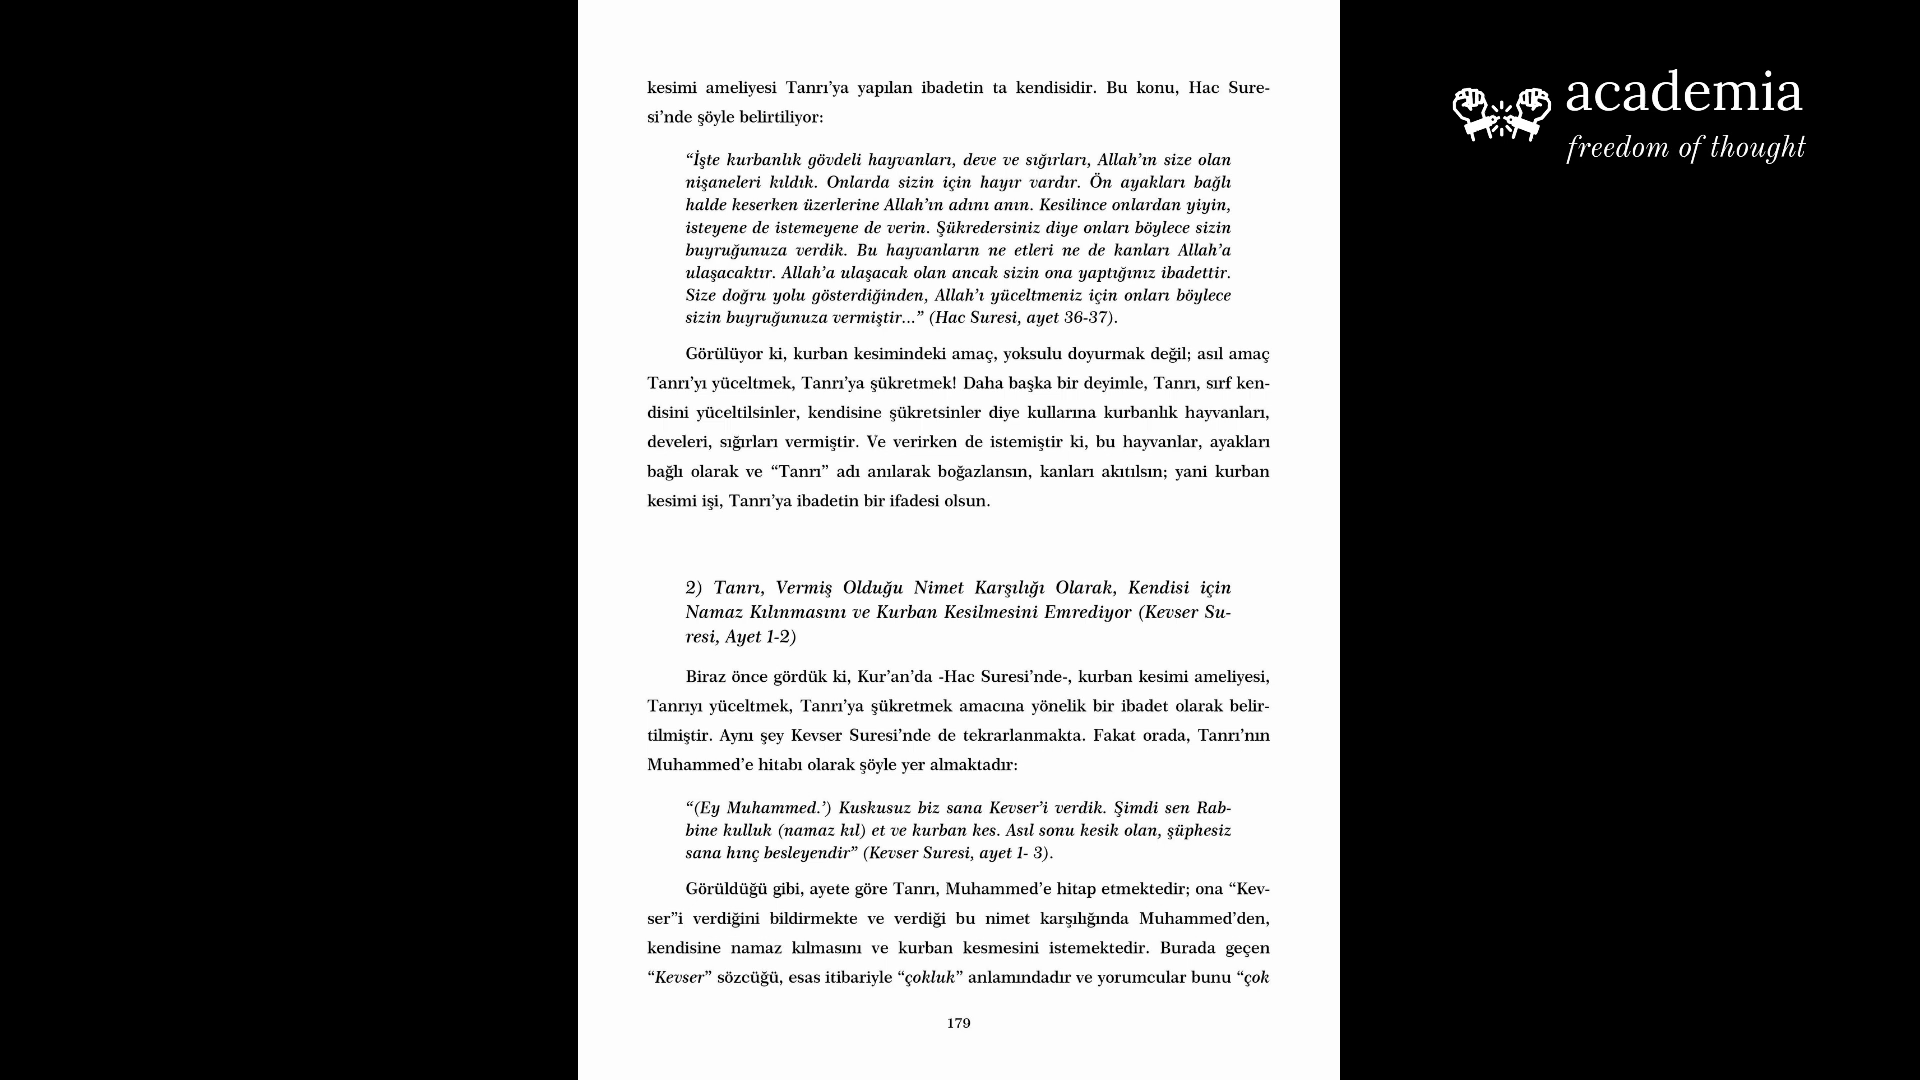 kesimi ameliyesi Tanrı’ya yapılan ibadetin ta kendisidir. Bu konu, Hac Sure-
si’nde şöyle belirtiliyor:
“İşte kurbanlık gövdeli hayvanları, deve ve sığırları, Allah’ın size olan
nişaneleri kıldık. Onlarda sizin için hayır vardır. Ön ayakları bağlı
halde keserken üzerlerine Allah’ın adını anın. Kesilince onlardan yiyin,
isteyene de istemeyene de verin. Şükredersiniz diye onları böylece sizin
buyruğunuza verdik. Bu hayvanların ne etleri ne de kanları Allah’a
ulaşacaktır. Allah’a ulaşacak olan ancak sizin ona yaptığınız ibadettir.
Size doğru yolu gösterdiğinden, Allah’ı yüceltmeniz için onları böylece
sizin buyruğunuza vermiştir...” (Hac Suresi, ayet 36-37).
Görülüyor ki, kurban kesimindeki amaç, yoksulu doyurmak değil; asıl amaç
Tanrı’yı yüceltmek, Tanrı’ya şükretmek! Daha başka bir deyimle, Tanrı, sırf ken-
disini yüceltilsinler, kendisine şükretsinler diye kullarına kurbanlık hayvanları,
develeri, sığırları vermiştir. Ve verirken de istemiştir ki, bu hayvanlar, ayakları
bağlı olarak ve “Tanrı” adı anılarak boğazlansın, kanları akıtılsın; yani kurban
kesimi işi, Tanrı’ya ibadetin bir ifadesi olsun.
2) Tanrı, Vermiş Olduğu Nimet Karşılığı Olarak, Kendisi için
Namaz Kılınmasını ve Kurban Kesilmesini Emrediyor (Kevser Su-
resi, Ayet 1-2)
Biraz önce gördük ki, Kur’an’da -Hac Suresi’nde-, kurban kesimi ameliyesi,
Tanrıyı yüceltmek, Tanrı’ya şükretmek amacına yönelik bir ibadet olarak belir-
tilmiştir. Aynı şey Kevser Suresi’nde de tekrarlanmakta. Fakat orada, Tanrı’nın
Muhammed’e hitabı olarak şöyle yer almaktadır:
“(Ey Muhammed.’) Kuskusuz biz sana Kevser’i verdik. Şimdi sen Rab-
bine kulluk (namaz kıl) et ve kurban kes. Asıl sonu kesik olan, şüphesiz
sana hınç besleyendir” (Kevser Suresi, ayet 1- 3).
Görüldüğü gibi, ayete göre Tanrı, Muhammed’e hitap etmektedir; ona “Kev-
ser”i verdiğini bildirmekte ve verdiği bu nimet karşılığında Muhammed’den,
kendisine namaz kılmasını ve kurban kesmesini istemektedir. Burada geçen
“Kevser” sözcüğü, esas itibariyle “çokluk” anlamındadır ve yorumcular bunu “çok
179
academia
freedom of thought